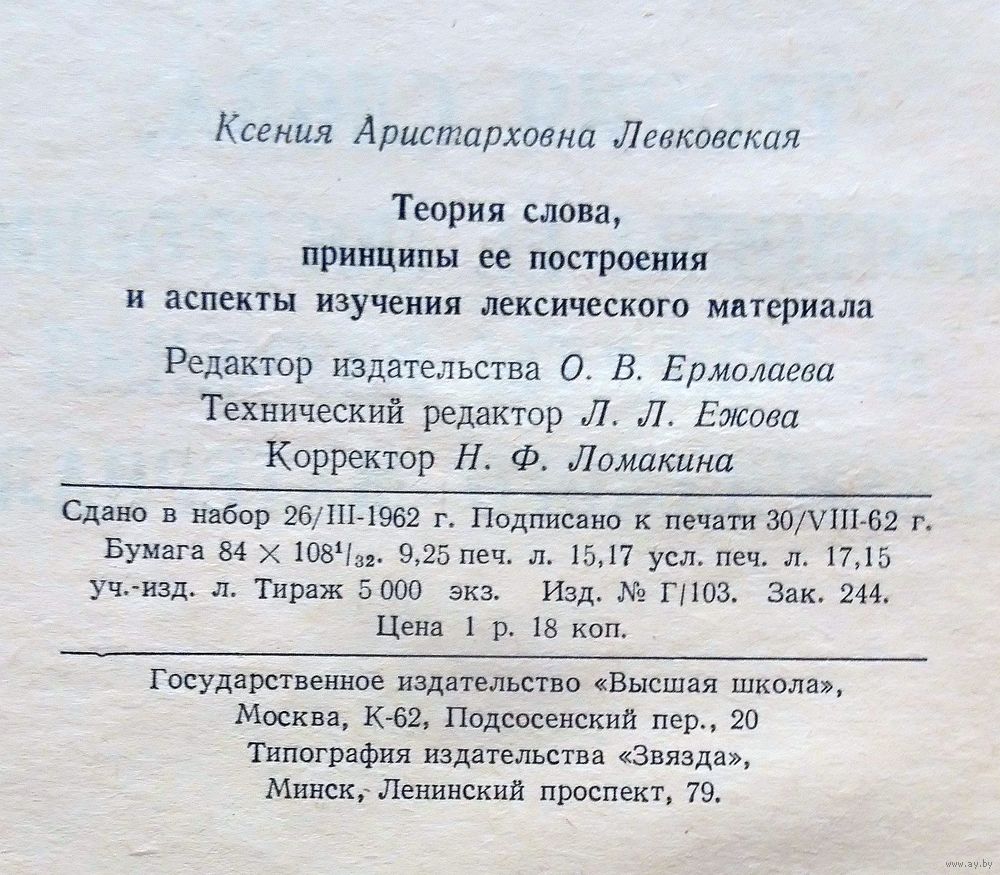 Ксения Аристарховна Левковская
Теория слова,
принципы ее построения
и аспекты изучения лексического материала
Редактор издательства О. В. Ермолаева
Технический редактор Л. Л. Ежова
Корректор Н. Ф. Ломакина
Сдано в набор 26/III-1962 г. Подписано к печати 30/VIII-62 г.
Бумага 84 × 108¹/₃₂. 9,25 печ. л. 15,17 усл. печ. л. 17,15
уч.-изд. л. Тираж 5 000 экз. Изд. № Г/103. Зак. 244.
Цена 1 р. 18 коп.
Государственное издательство «Высшая школа»,
Москва, К-62, Подсосенский пер., 20
Типография издательства «Звязда»,
Минск, Ленинский проспект, 79.
www.ay.by